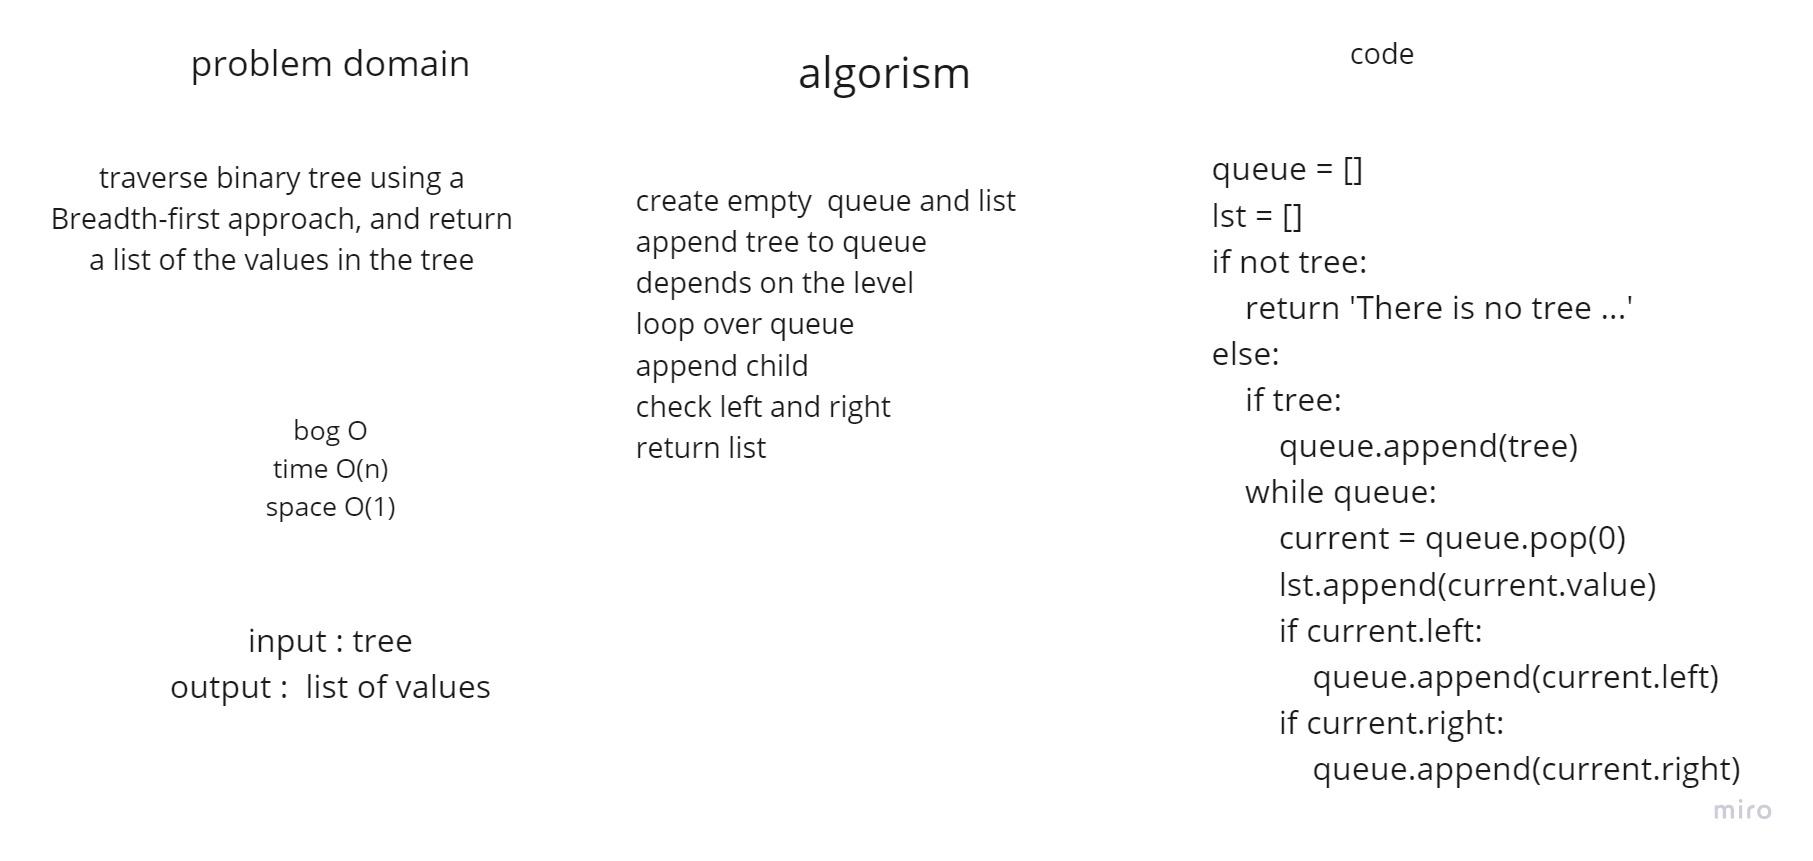 problem domain
traverse binary tree using a
Breadth-first approach, and return
a list of the values in the tree
bog O
time O(n)
space O(1)
input : tree
output :  list of values
algorism
create empty  queue and list
append tree to queue
depends on the level
loop over queue
append child
check left and right
return list
code
queue = []
lst = []
if not tree:
    return 'There is no tree ...'
else:
    if tree:
        queue.append(tree)
    while queue:
        current = queue.pop(0)
        lst.append(current.value)
        if current.left:
            queue.append(current.left)
        if current.right:
            queue.append(current.right)
miro